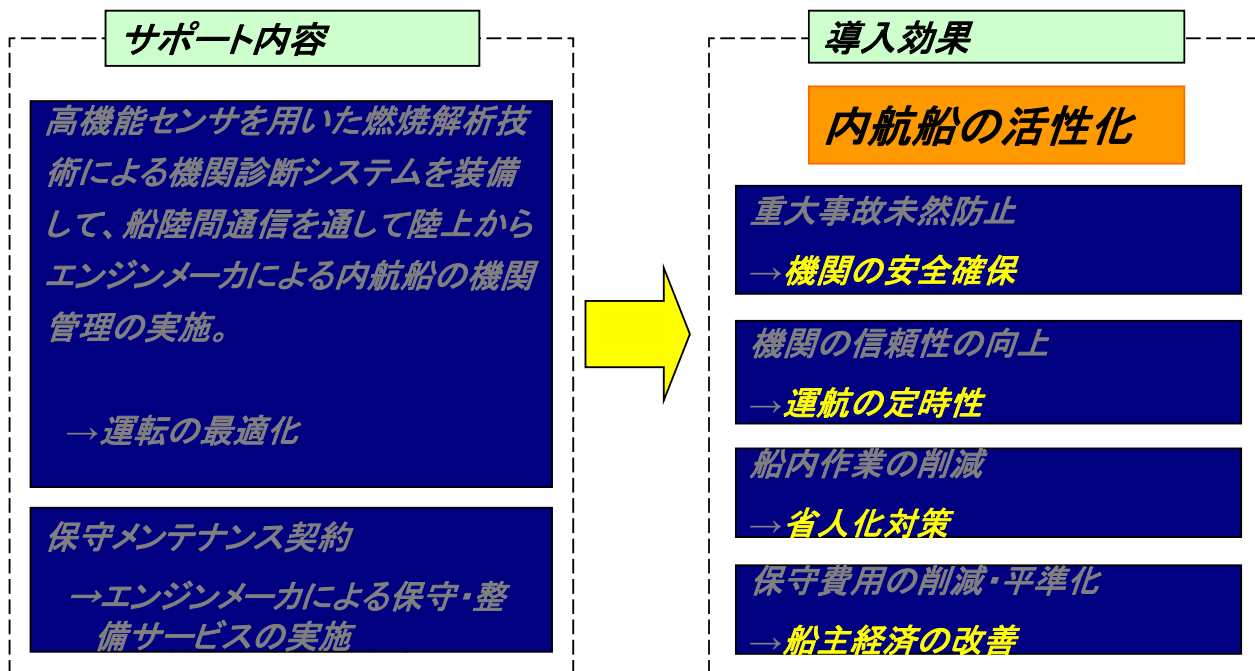 サポート内容
高機能センサを用いた燃焼解析技
術による機関診断システムを装備
して、船陸間通信を通して陸上から
エンジンメーカによる内航船の機関
管理の実施。
→運転の最適化
保守メンテナンス契約
→エンジンメーカによる保守・整
備サービスの実施
導入効果
内航船の活性化
重大事故未然防止
→機関の安全確保
機関の信頼性の向上
→運航の定時性
船内作業の削減
→省人化対策
保守費用の削減・平準化
→船主経済の改善